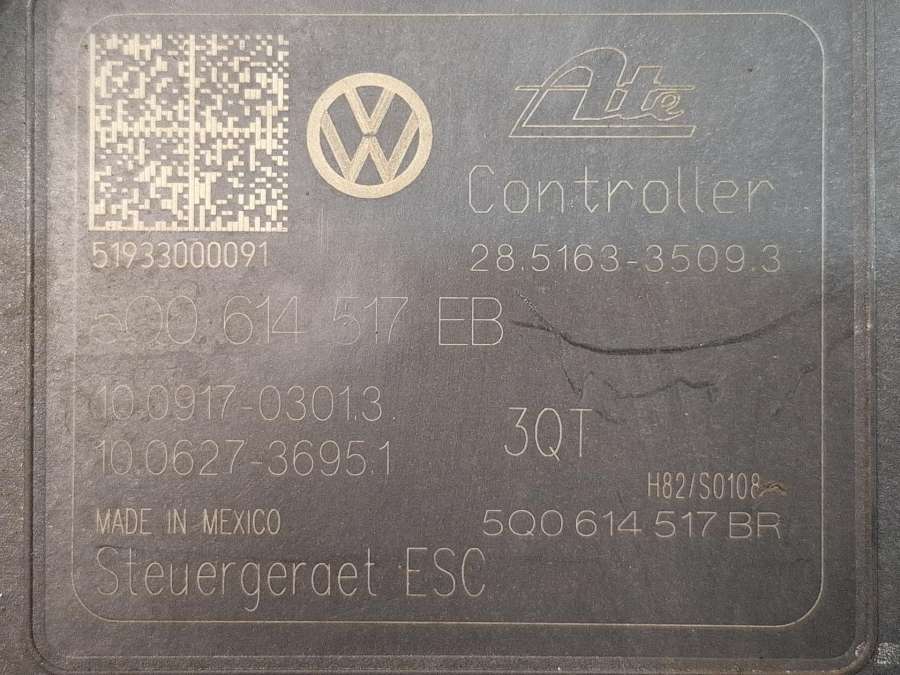 Ate
Controller
51933000091
28.5163-3509.3
5Q0 614 517 EB
10.0917-0301.3
10.0627-3695.1
3QT
H82/S0108
MADE IN MEXICO
5Q0 614 517 BR
Steuergeraet ESC